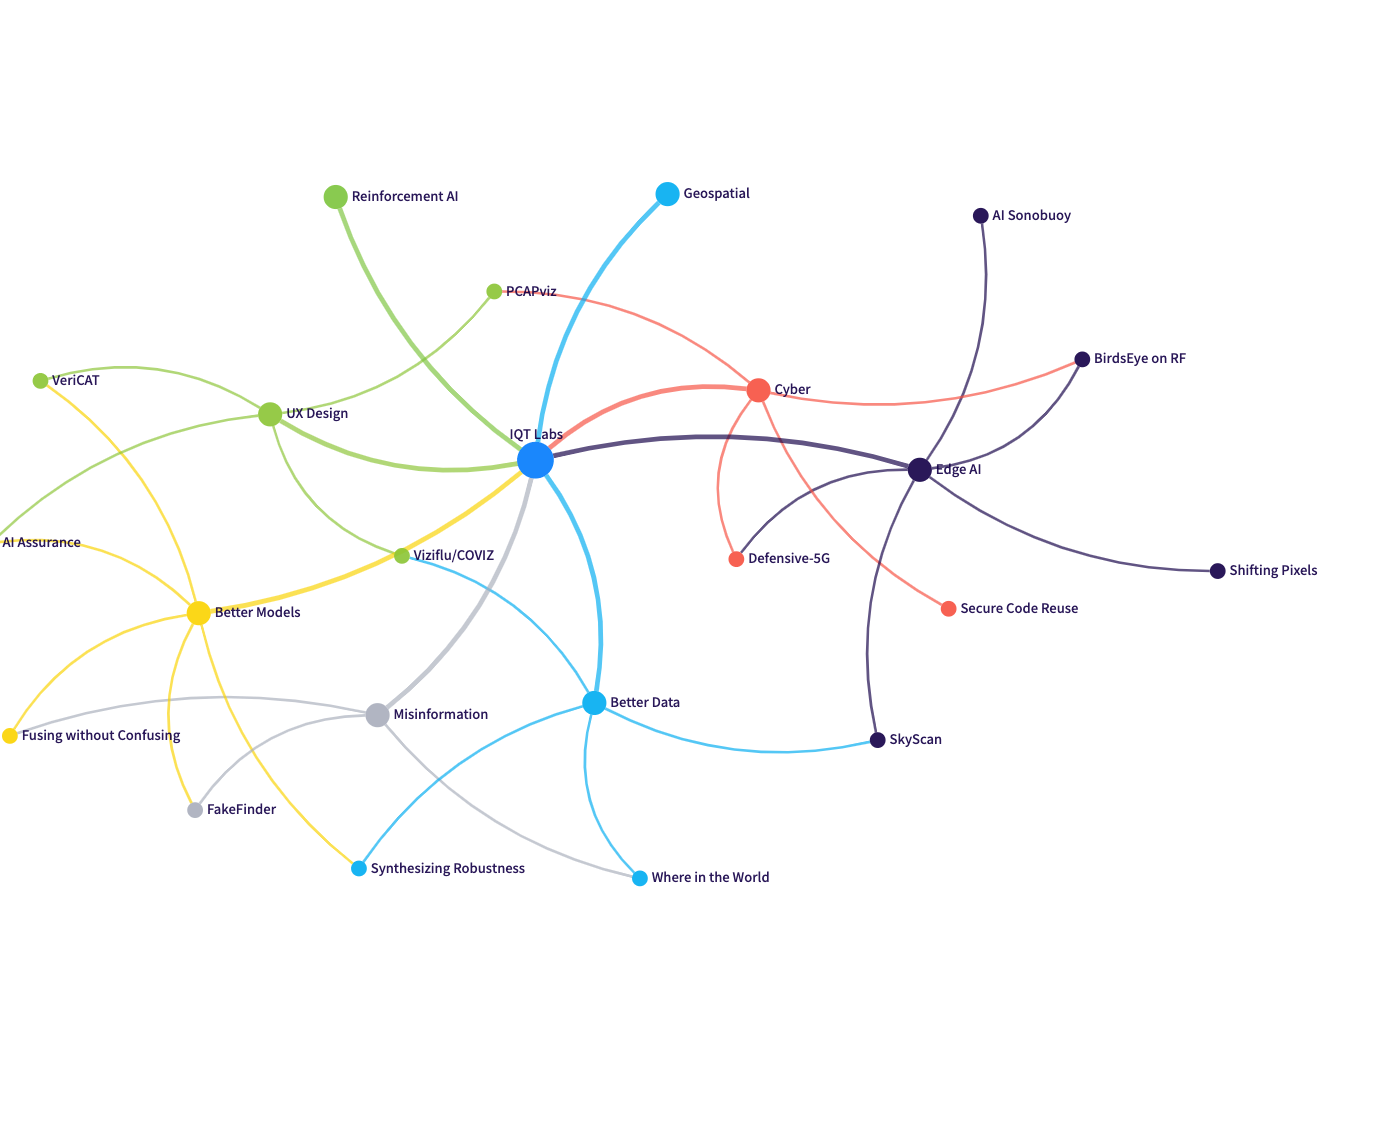 Geospatial
Reinforcement AI
AI Sonobuoy
PCAPviz
BirdsEye on RF
VeriCAT
Cyber
UX Design
IQT Labs
Edge AI
AI Assurance
Viziflu/COVIZ
Defensive-5G
Shifting Pixels
Secure Code Reuse
Better Models
Better Data
Misinformation
Fusing without Confusing
SkyScan
FakeFinder
Synthesizing Robustness
Where in the World